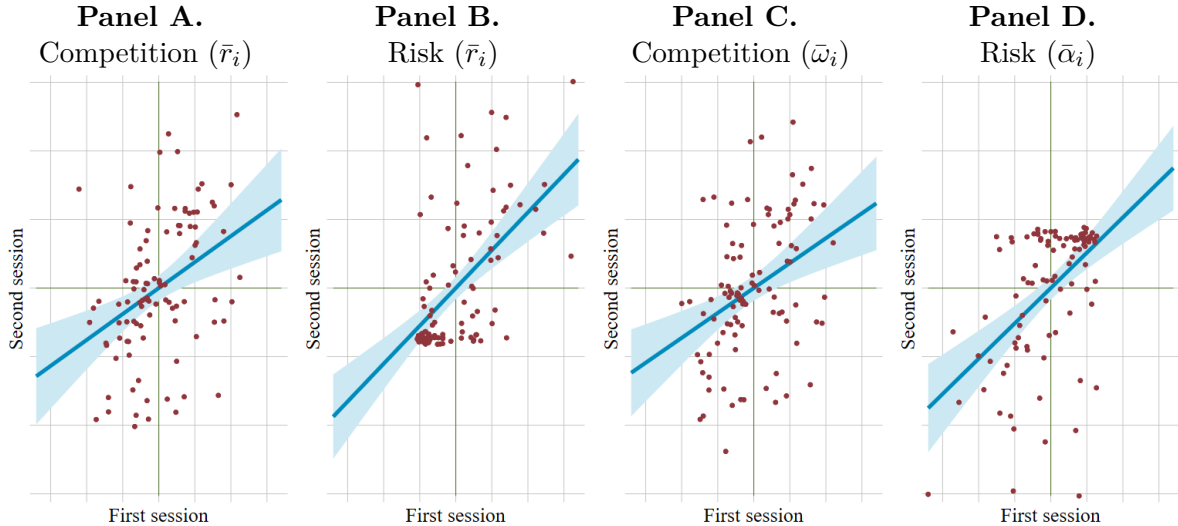 Panel A.
Competition (r̄ᵢ)
Second session
First session
Panel B.
Risk (r̄ᵢ)
Second session
First session
Panel C.
Competition (ω̄ᵢ)
Second session
First session
Panel D.
Risk (ᾱᵢ)
Second session
First session